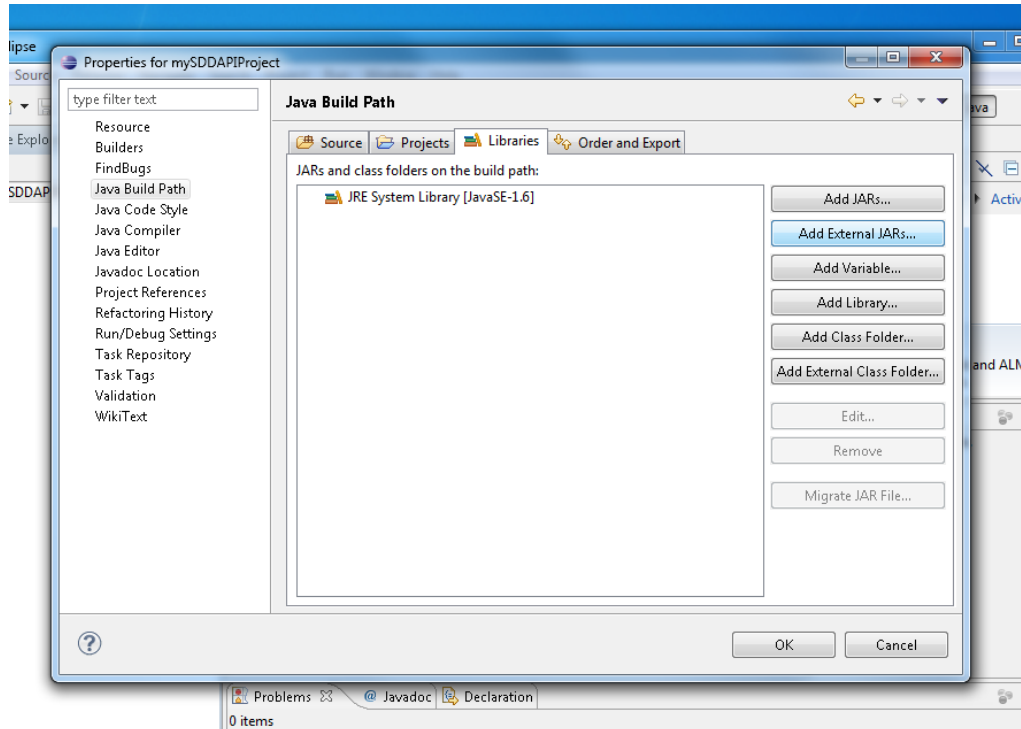 lipse
Properties for mySDDAPIProject
Sourc
type filter text
Java Build Path
ava
e Explo
Resource
Builders
FindBugs
Java Build Path
Java Code Style
Java Compiler
Java Editor
Javadoc Location
Project References
Refactoring History
Run/Debug Settings
Task Repository
Task Tags
Validation
WikiText
Source
Projects
Libraries
Order and Export
JARs and class folders on the build path:
SDDAP
JRE System Library [JavaSE-1.6]
Add JARs...
Activ
Add External JARs...
Add Variable...
Add Library...
Add Class Folder...
Add External Class Folder...
and ALM
Edit...
Remove
Migrate JAR File...
OK
Cancel
Problems
@ Javadoc
Declaration
0 items